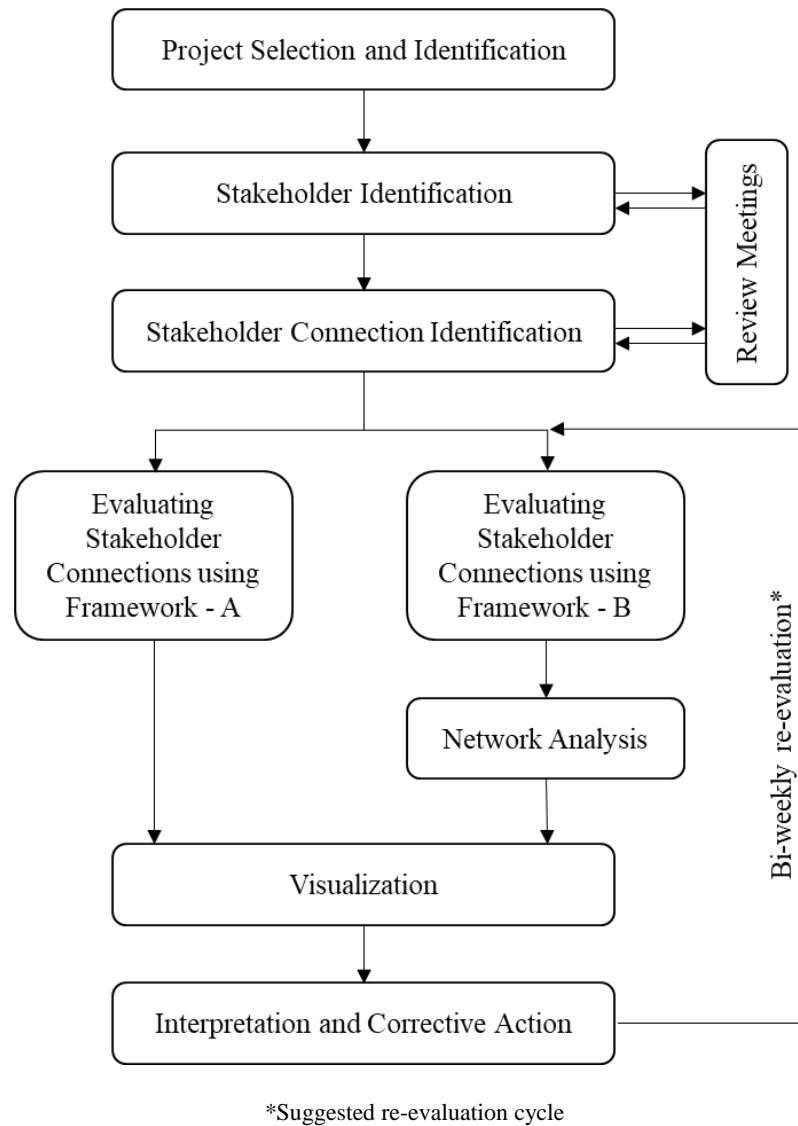 Project Selection and Identification
Stakeholder Identification
Review Meetings
Stakeholder Connection Identification
Evaluating
Stakeholder
Connections using
Framework - A
Evaluating
Stakeholder
Connections using
Framework - B
Bi-weekly re-evaluation*
Network Analysis
Visualization
Interpretation and Corrective Action
*Suggested re-evaluation cycle